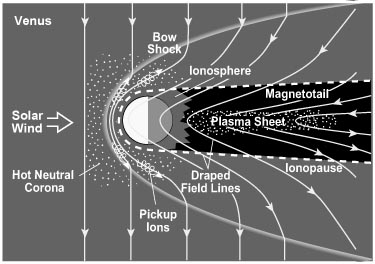 Venus
Bow
Shock
Ionosphere
Magnetotail
Solar
Wind
Plasma Sheet
Ionopause
Hot Neutral
Corona
Draped
Field Lines
Pickup
Ions